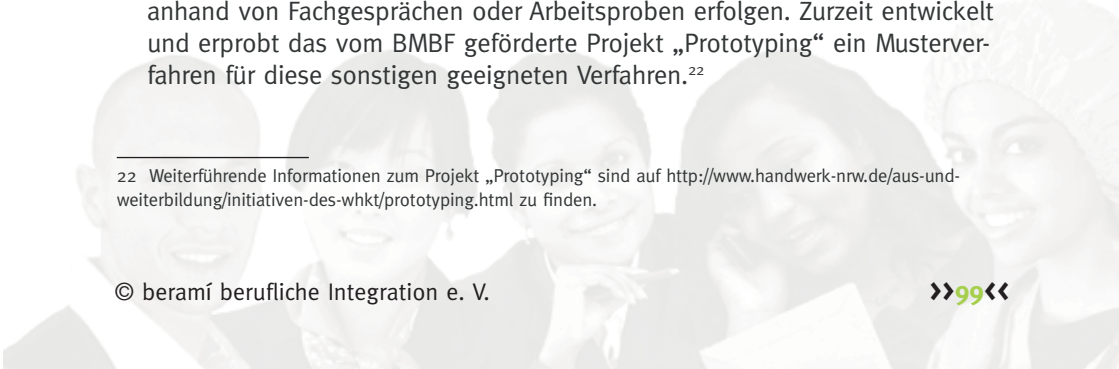 anhand von Fachgesprächen oder Arbeitsproben erfolgen. Zurzeit entwickelt
und erprobt das vom BMBF geförderte Projekt „Prototyping“ ein Musterver-
fahren für diese sonstigen geeigneten Verfahren.²²
22 Weiterführende Informationen zum Projekt „Prototyping“ sind auf http://www.handwerk-nrw.de/aus-und-
weiterbildung/initiativen-des-whkt/prototyping.html zu finden.
© beramí berufliche Integration e. V.
>>99<<